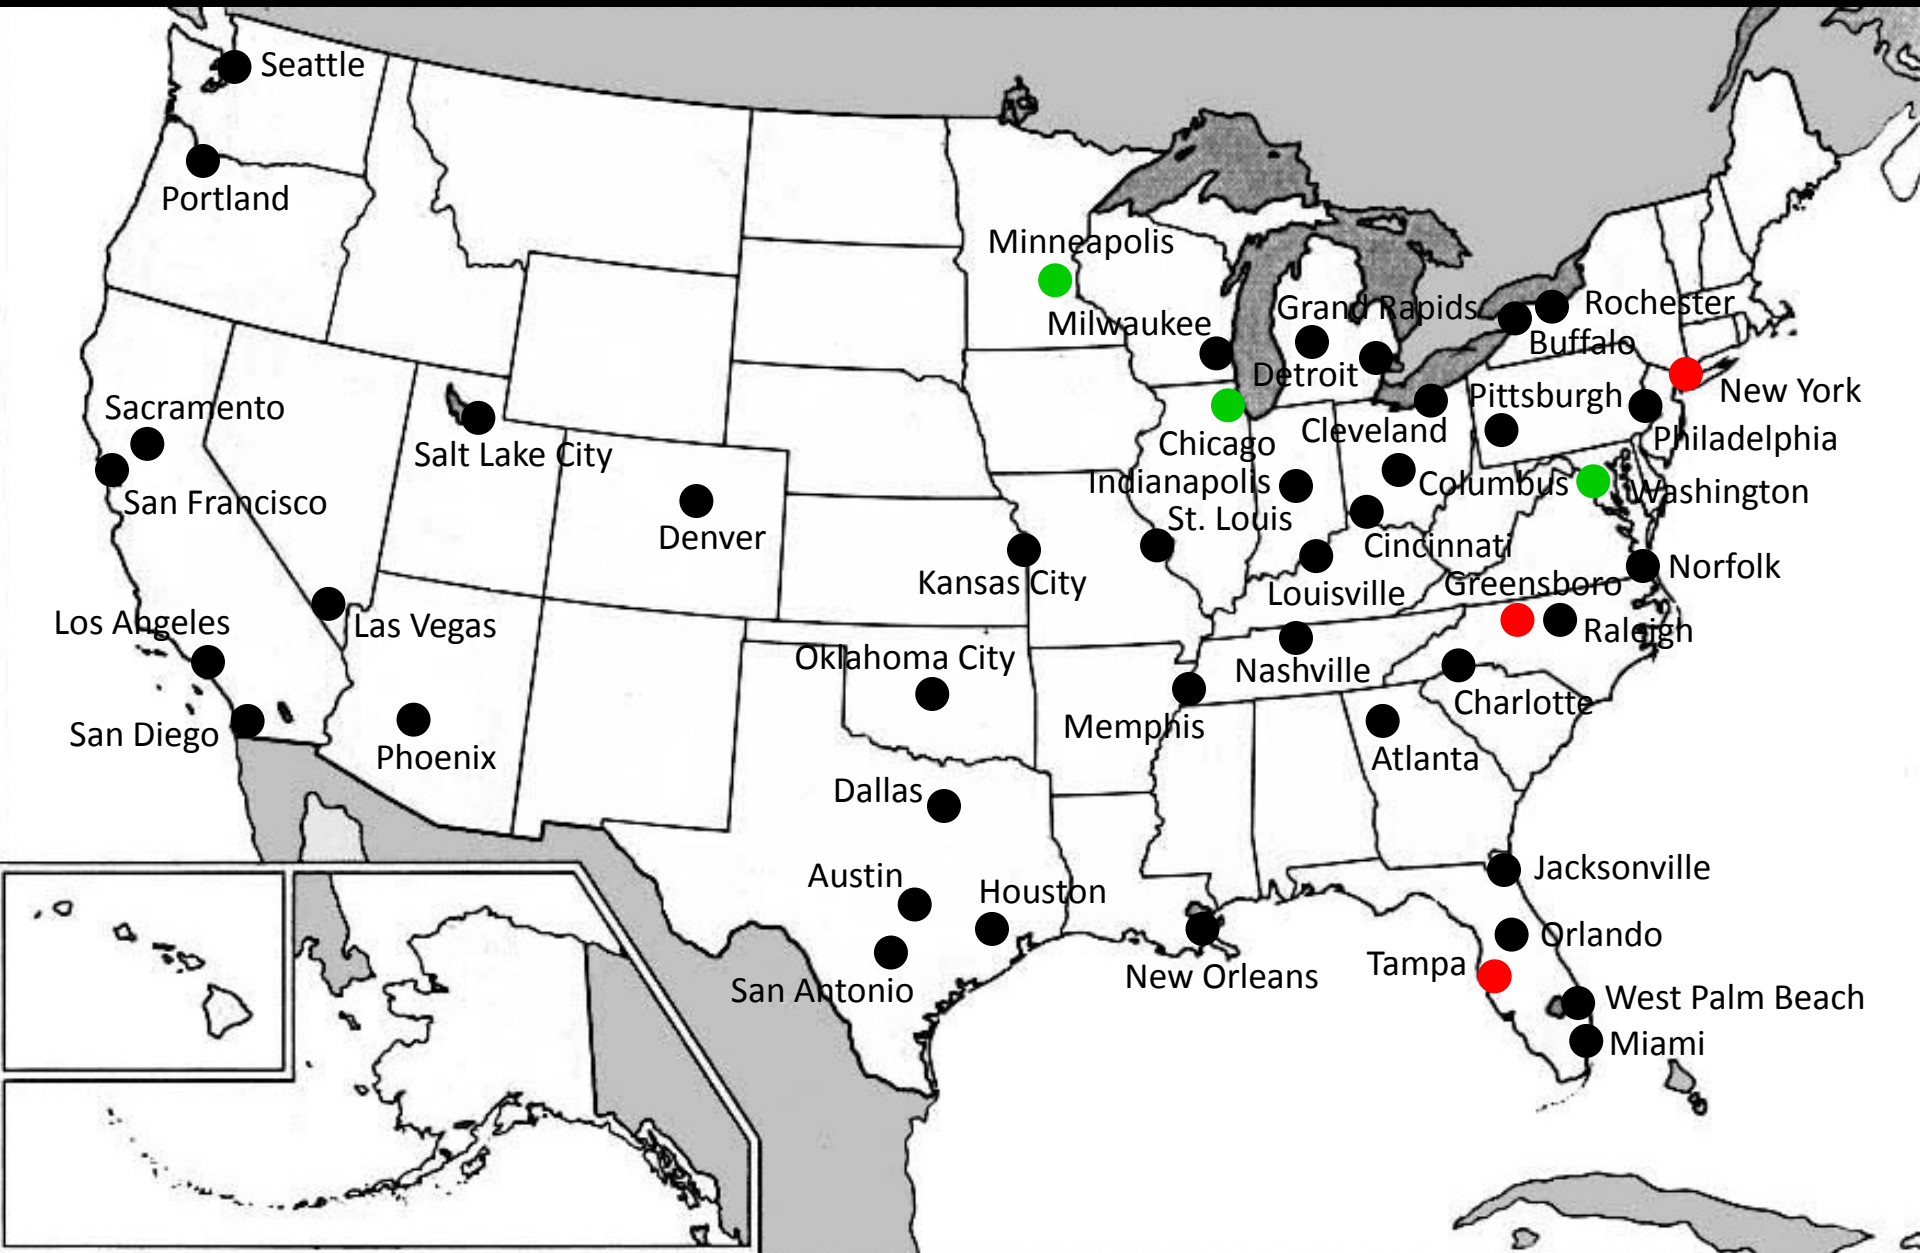 Seattle
Portland
Minneapolis
Grand Rapids
Rochester
Milwaukee
Buffalo
Detroit
New York
Pittsburgh
Sacramento
Cleveland
Philadelphia
Chicago
Salt Lake City
Indianapolis
Columbus
Washington
San Francisco
St. Louis
Denver
Cincinnati
Norfolk
Kansas City
Greensboro
Louisville
Los Angeles
Las Vegas
Raleigh
Oklahoma City
Nashville
Charlotte
San Diego
Memphis
Phoenix
Atlanta
Dallas
Jacksonville
Austin
Houston
Orlando
Tampa
New Orleans
San Antonio
West Palm Beach
Miami